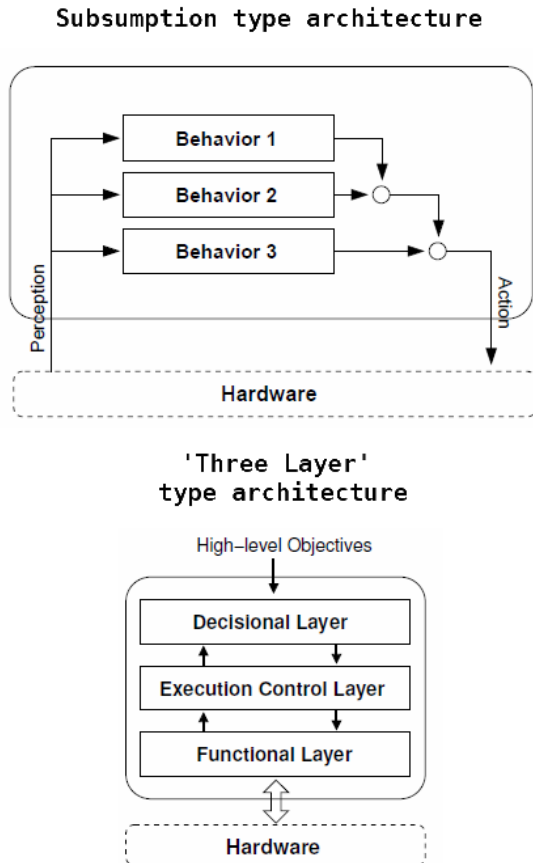 Subsumption type architecture
Behavior 1
Behavior 2
Behavior 3
Perception
Action
Hardware
'Three Layer'
type architecture
High-level Objectives
Decisional Layer
Execution Control Layer
Functional Layer
Hardware